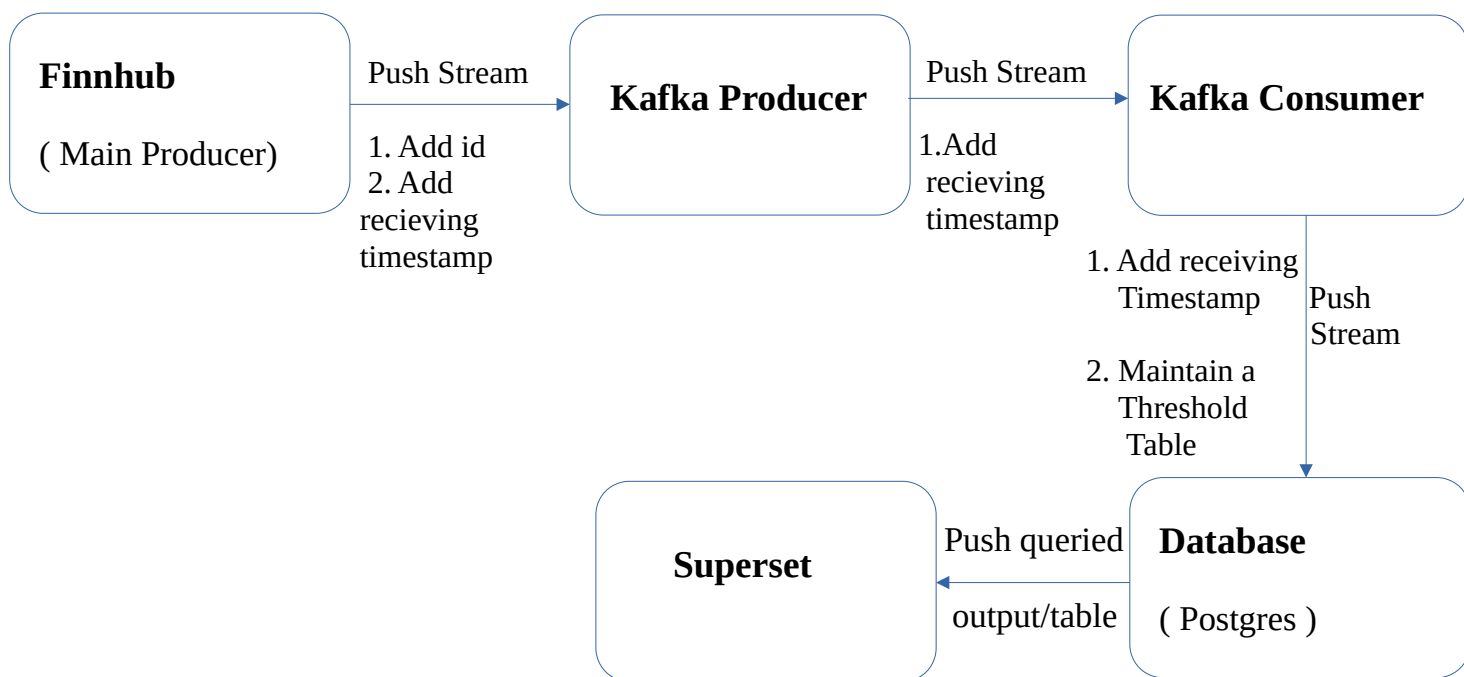 Finnhub
( Main Producer)
Push Stream
1. Add id
2. Add
recieving
timestamp
Kafka Producer
Push Stream
1.Add
recieving
timestamp
Kafka Consumer
1. Add receiving
Timestamp
2. Maintain a
Threshold
Table
Push
Stream
Database
( Postgres )
Push queried
output/table
Superset